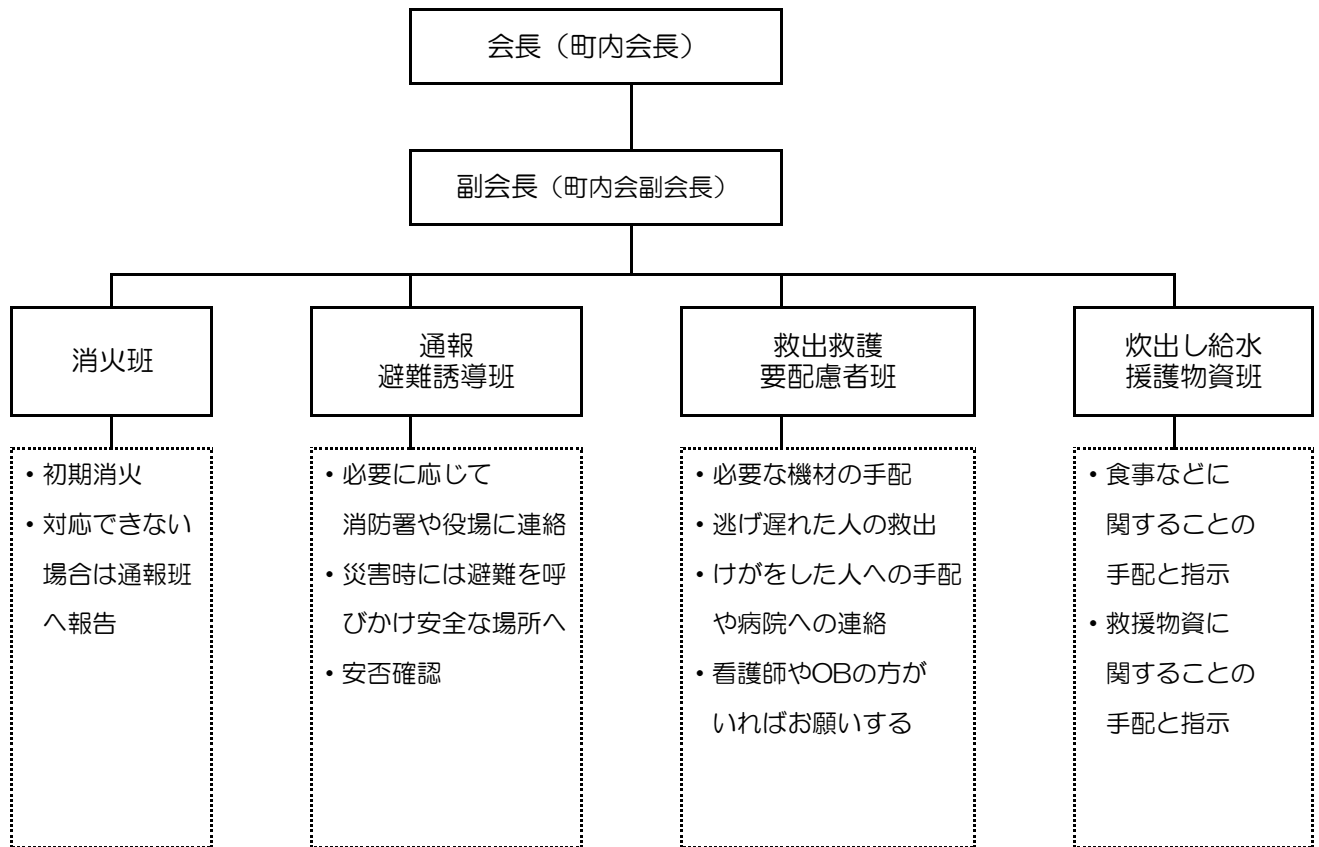 会長（町内会長）
副会長（町内会副会長）
消火班
通報
避難誘導班
救出救護
要配慮者班
炊出し給水
援護物資班
・初期消火
・対応できない
場合は通報班
へ報告
・必要に応じて
消防署や役場に連絡
・災害時には避難を呼
びかけ安全な場所へ
・安否確認
・必要な機材の手配
・逃げ遅れた人の救出
・けがをした人への手配
や病院への連絡
・看護師やOBの方が
いればお願いする
・食事などに
関することの
手配と指示
・救援物資に
関することの
手配と指示